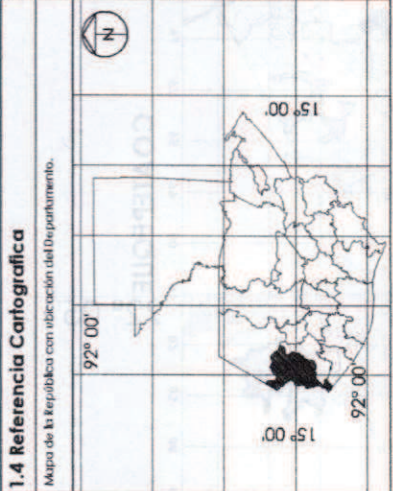 1.4 Referencia Cartografica
Mapa de la República con ubicación del Departamento.
N
92° 00'
15° 00'
15° 00'
92° 00'